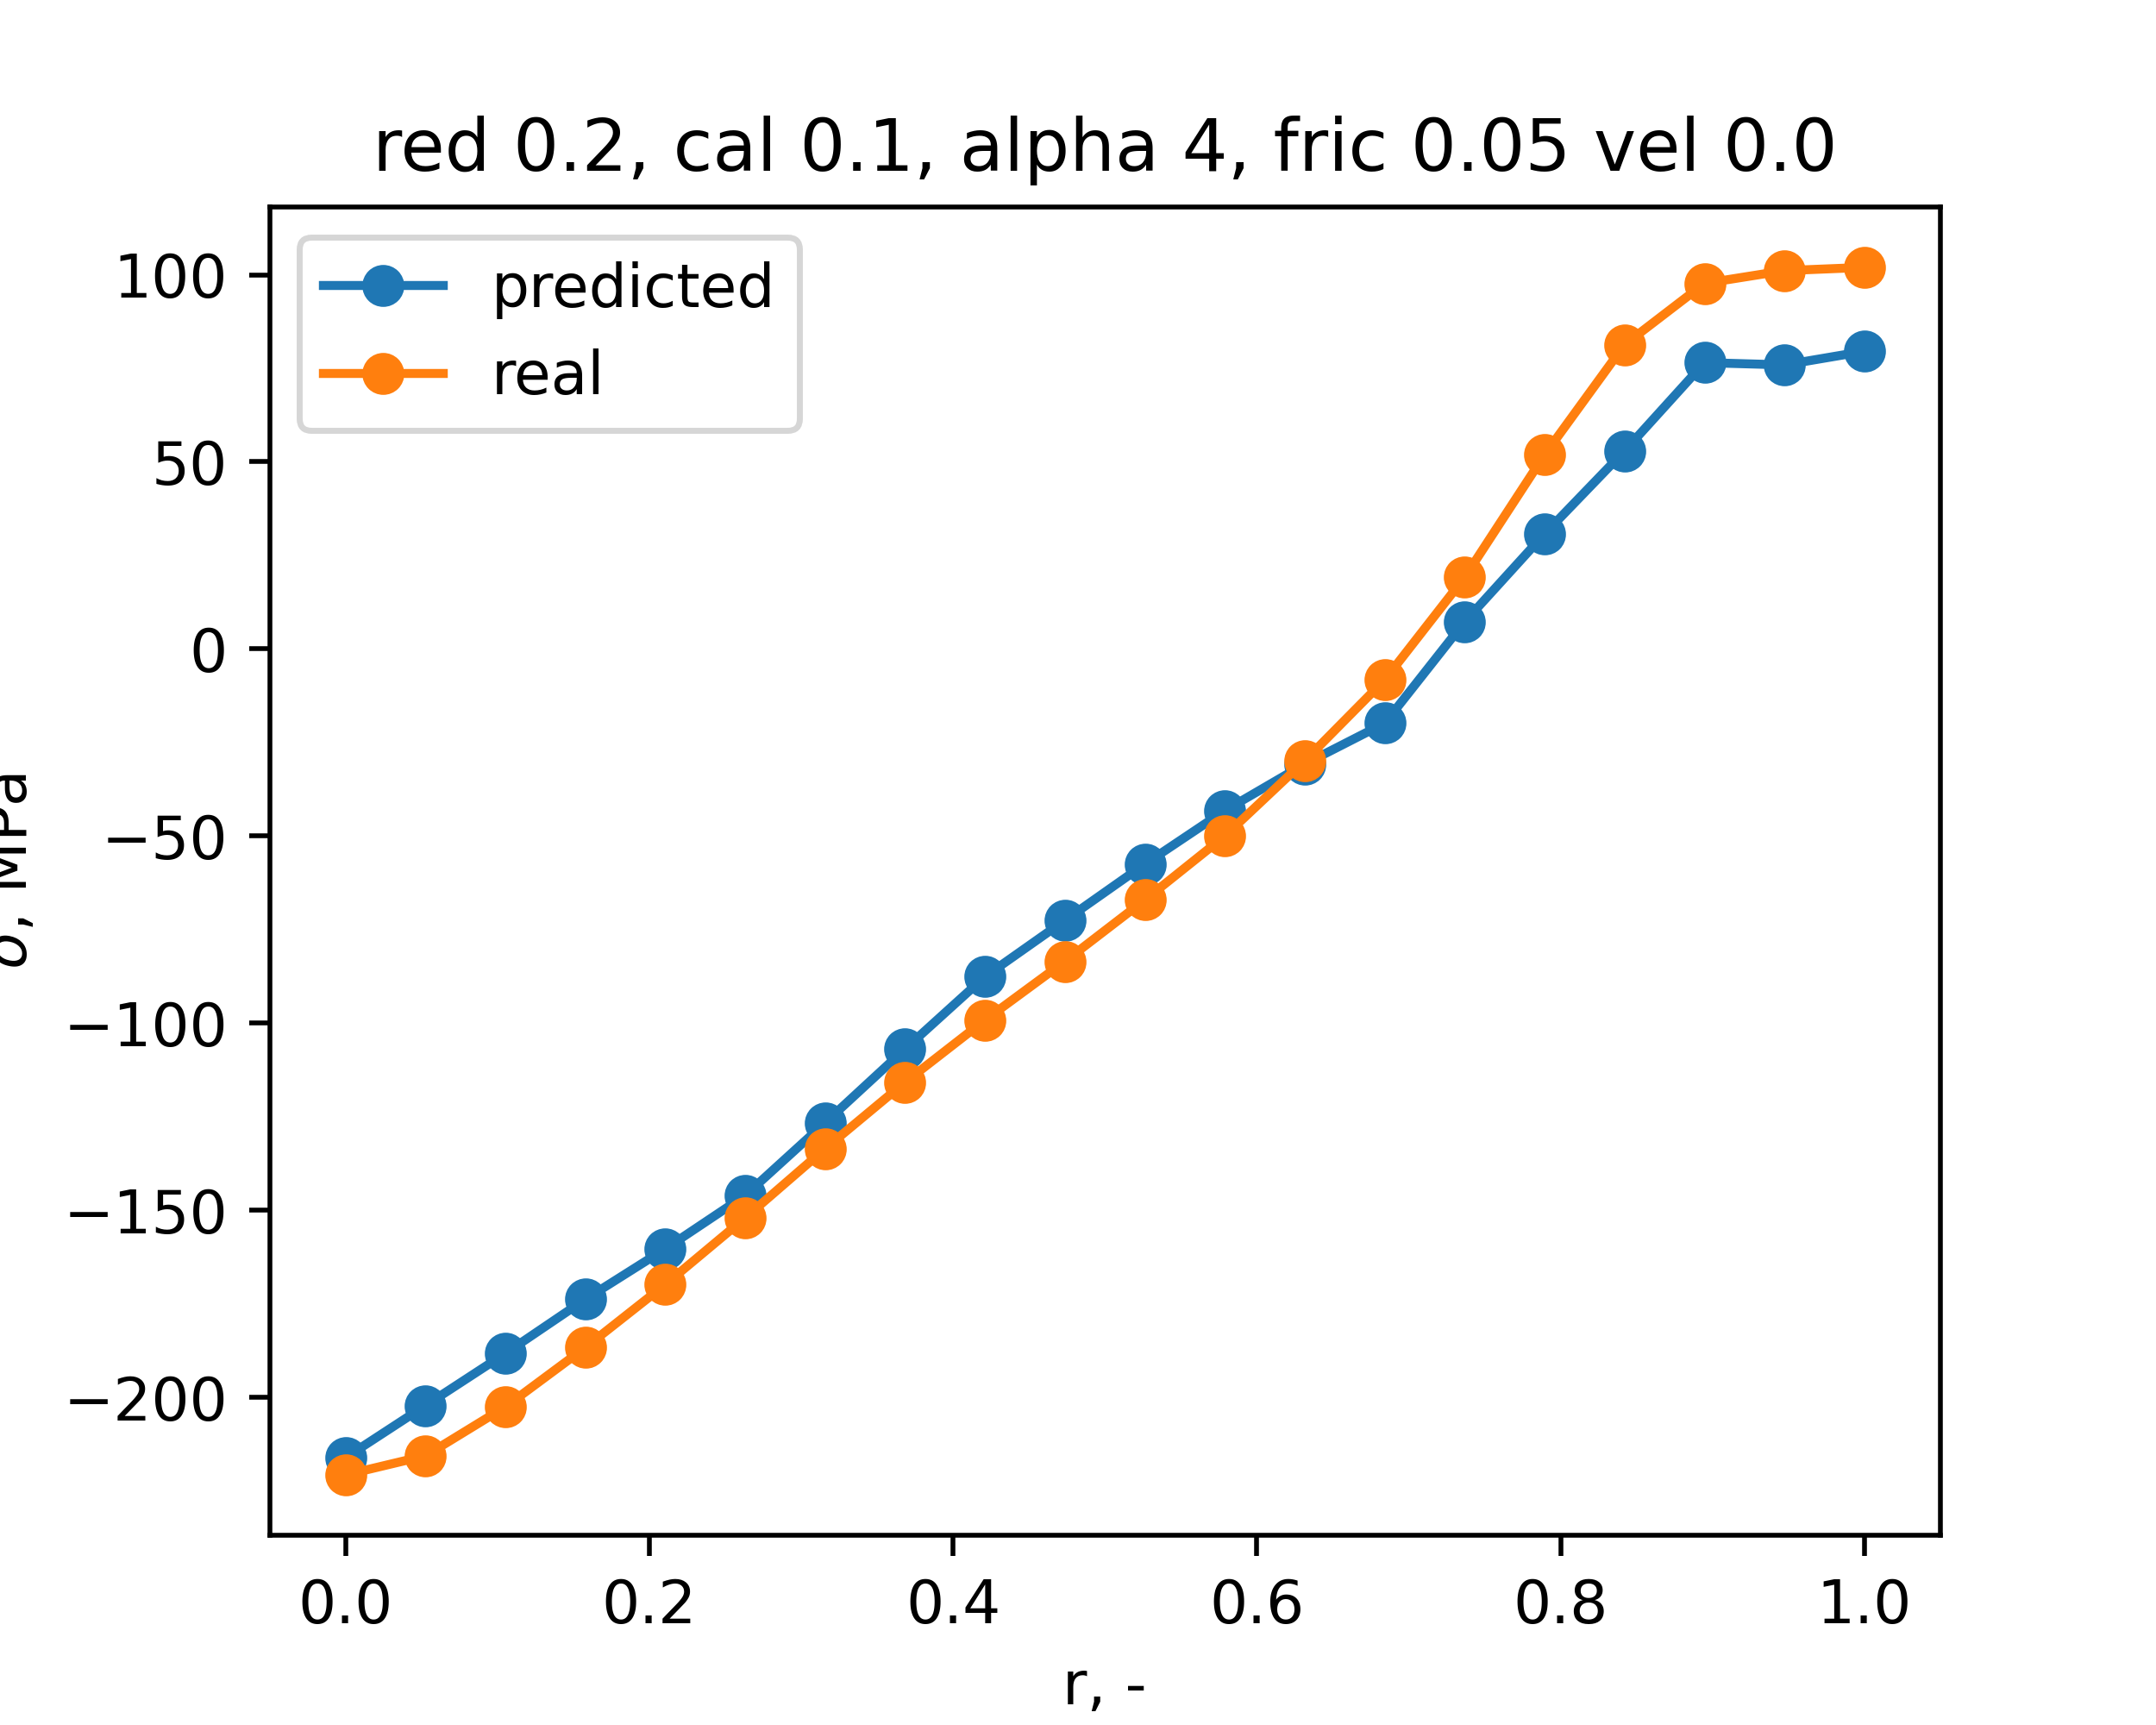 red 0.2, cal 0.1, alpha 4, fric 0.05 vel 0.0
predicted
real
100
50
0
−50
−100
−150
−200
σ, MPa
0.0 0.2 0.4 0.6 0.8 1.0
r, -